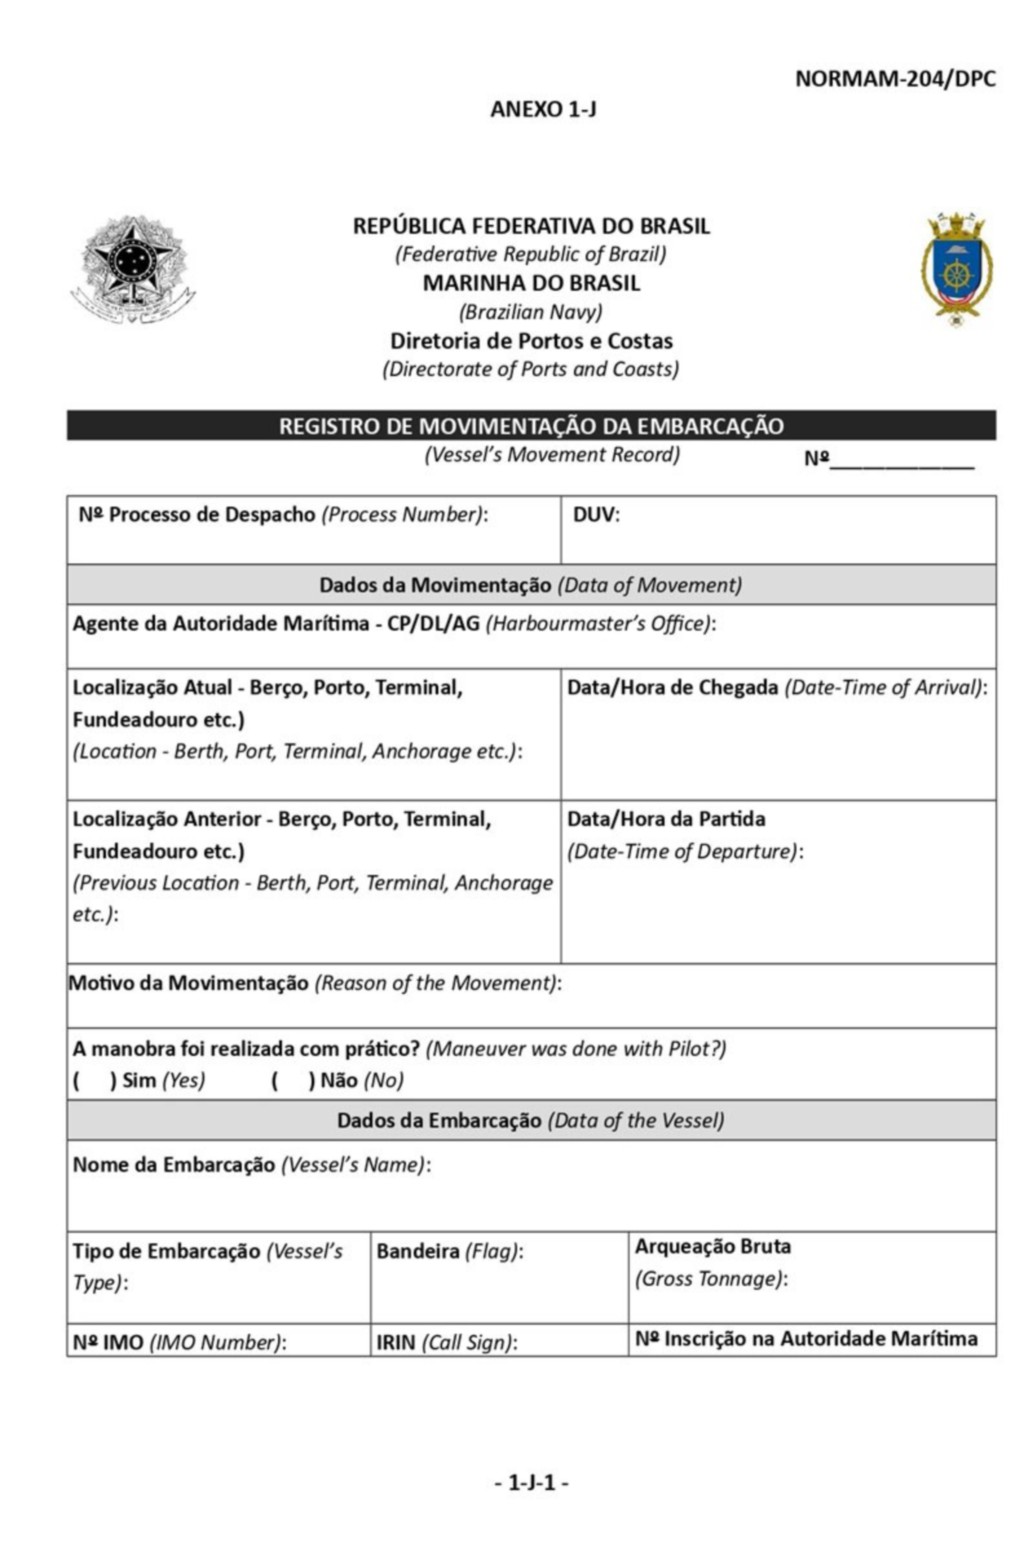 NORMAM-204/DPC
ANEXO 1-J
REPÚBLICA FEDERATIVA DO BRASIL
(Federative Republic of Brazil)
MARINHA DO BRASIL
(Brazilian Navy)
Diretoria de Portos e Costas
(Directorate of Ports and Coasts)
REGISTRO DE MOVIMENTAÇÃO DA EMBARCAÇÃO
(Vessel's Movement Record) Nº_____________
Nº Processo de Despacho (Process Number): DUV:
Dados da Movimentação (Data of Movement)
Agente da Autoridade Marítima - CP/DL/AG (Harbourmaster's Office):
Localização Atual - Berço, Porto, Terminal,
Fundeadouro etc.)
(Location - Berth, Port, Terminal, Anchorage etc.):
Data/Hora de Chegada (Date-Time of Arrival):
Localização Anterior - Berço, Porto, Terminal,
Fundeadouro etc.)
(Previous Location - Berth, Port, Terminal, Anchorage
etc.):
Data/Hora da Partida
(Date-Time of Departure):
Motivo da Movimentação (Reason of the Movement):
A manobra foi realizada com prático? (Maneuver was done with Pilot?)
( ) Sim (Yes) ( ) Não (No)
Dados da Embarcação (Data of the Vessel)
Nome da Embarcação (Vessel's Name):
Tipo de Embarcação (Vessel's
Type):
Bandeira (Flag):
Arqueação Bruta
(Gross Tonnage):
Nº IMO (IMO Number): IRIN (Call Sign): Nº Inscrição na Autoridade Marítima
- 1-J-1 -